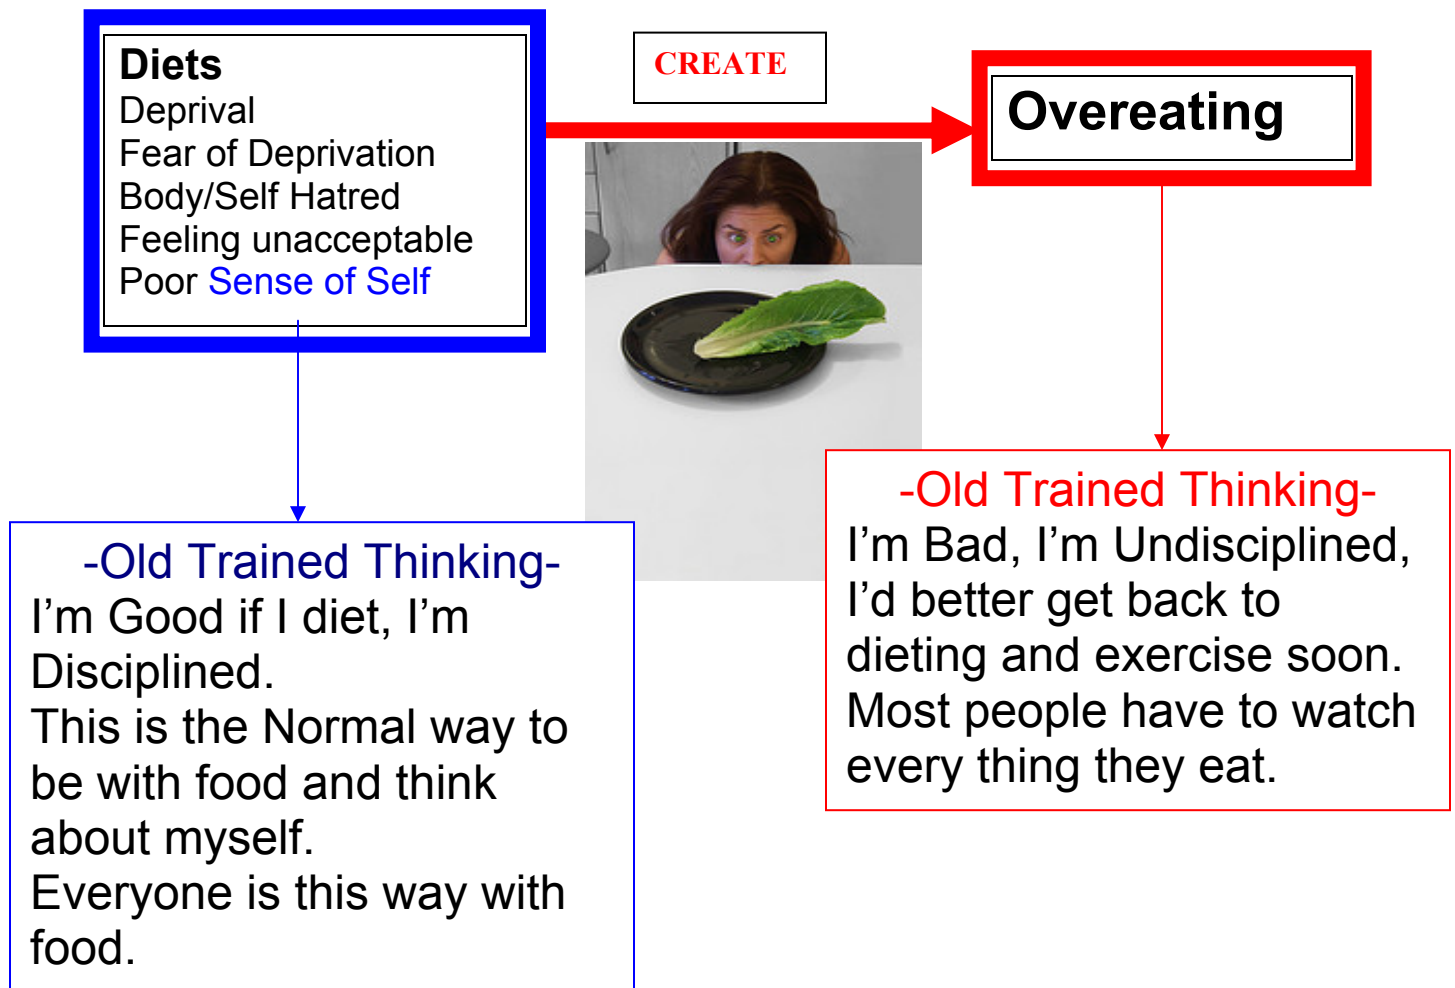 Diets
Deprival
Fear of Deprivation
Body/Self Hatred
Feeling unacceptable
Poor Sense of Self
CREATE
Overeating
-Old Trained Thinking-
I'm Good if I diet, I'm
Disciplined.
This is the Normal way to
be with food and think
about myself.
Everyone is this way with
food.
-Old Trained Thinking-
I'm Bad, I'm Undisciplined,
I'd better get back to
dieting and exercise soon.
Most people have to watch
every thing they eat.